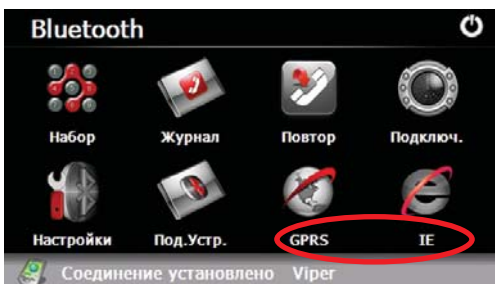 Bluetooth
Набор Журнал Повтор Подключ.
Настройки Под.Устр. GPRS IE
Соединение установлено Viper